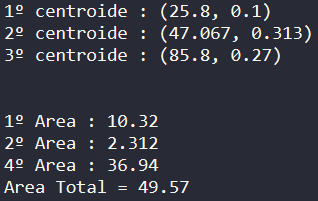 1º centroide : (25.8, 0.1)
2º centroide : (47.067, 0.313)
3º centroide : (85.8, 0.27)
1º Area : 10.32
2º Area : 2.312
4º Area : 36.94
Area Total = 49.57